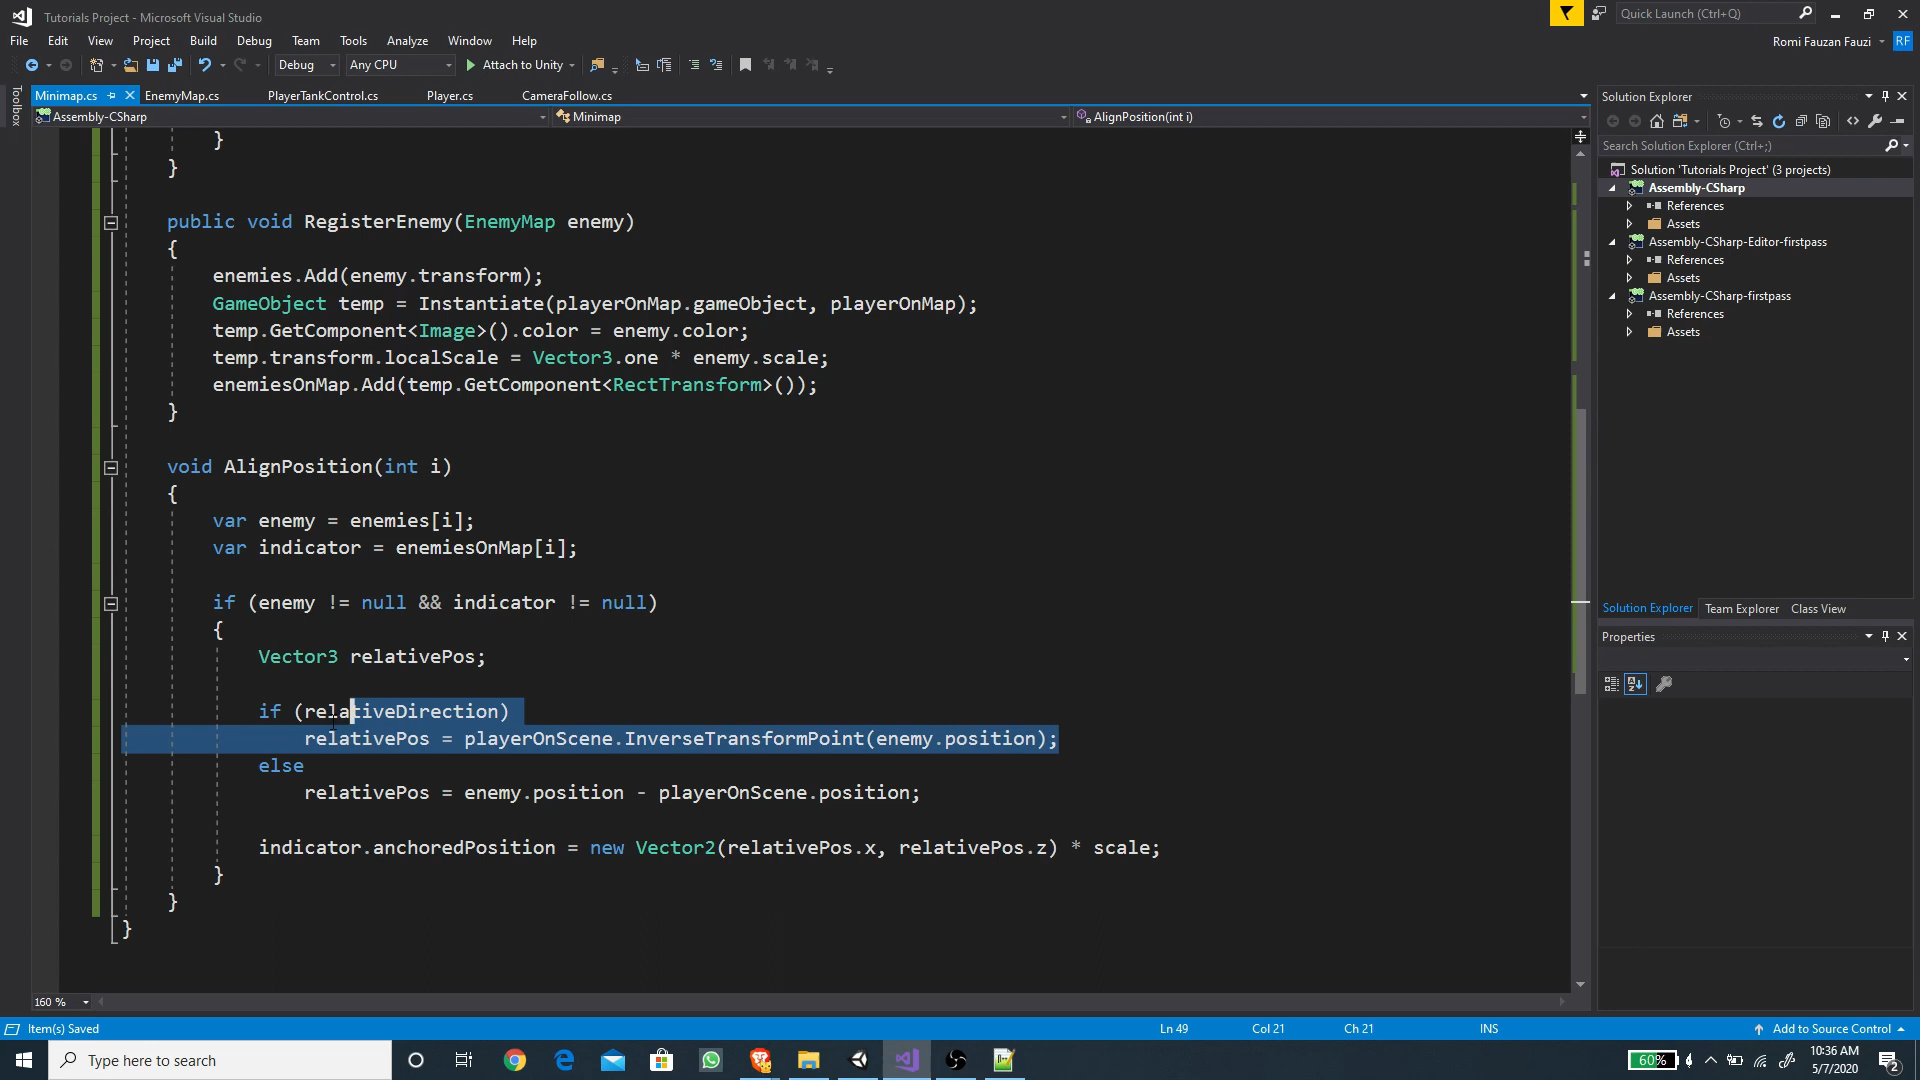 Tutorials Project - Microsoft Visual Studio
Quick Launch (Ctrl+Q)
File Edit View Project Build Debug Team Tools Analyze Window Help
Romi Fauzan Fauzi RF
Debug Any CPU Attach to Unity
Toolbox
Minimap.cs EnemyMap.cs PlayerTankControl.cs Player.cs CameraFollow.cs
Assembly-CSharp Minimap AlignPosition(int i)
}
}
public void RegisterEnemy(EnemyMap enemy)
{
enemies.Add(enemy.transform);
GameObject temp = Instantiate(playerOnMap.gameObject, playerOnMap);
temp.GetComponent<Image>().color = enemy.color;
temp.transform.localScale = Vector3.one * enemy.scale;
enemiesOnMap.Add(temp.GetComponent<RectTransform>());
}
void AlignPosition(int i)
{
var enemy = enemies[i];
var indicator = enemiesOnMap[i];
if (enemy != null && indicator != null)
{
Vector3 relativePos;
if (relativeDirection)
relativePos = playerOnScene.InverseTransformPoint(enemy.position);
else
relativePos = enemy.position - playerOnScene.position;
indicator.anchoredPosition = new Vector2(relativePos.x, relativePos.z) * scale;
}
}
}
160 %
Solution Explorer
Search Solution Explorer (Ctrl+;)
Solution 'Tutorials Project' (3 projects)
Assembly-CSharp
References
Assets
Assembly-CSharp-Editor-firstpass
References
Assets
Assembly-CSharp-firstpass
References
Assets
Solution Explorer Team Explorer Class View
Properties
Item(s) Saved Ln 49 Col 21 Ch 21 INS Add to Source Control
Type here to search
60%
10:36 AM
5/7/2020
2